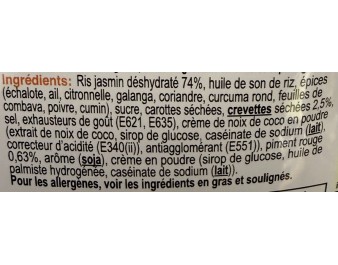 Ingrédients: Ris jasmin déshydraté 74%, huile de son de riz, épices
(échalote, ail, citronnelle, galanga, coriandre, curcuma rond, feuilles de
combava, poivre, cumin), sucre, carottes séchées, crevettes séchées 2,5%,
sel, exhausteurs de goût (E621, E635), crème de noix de coco en poudre
(extrait de noix de coco, sirop de glucose, caséinate de sodium (lait),
correcteur d'acidité (E340(ii)), antiagglomérant (E551)), piment rouge
0,63%, arôme (soja), crème en poudre (sirop de glucose, huile de
palmiste hydrogénée, caséinate de sodium (lait)).
Pour les allergènes, voir les ingrédients en gras et soulignés.